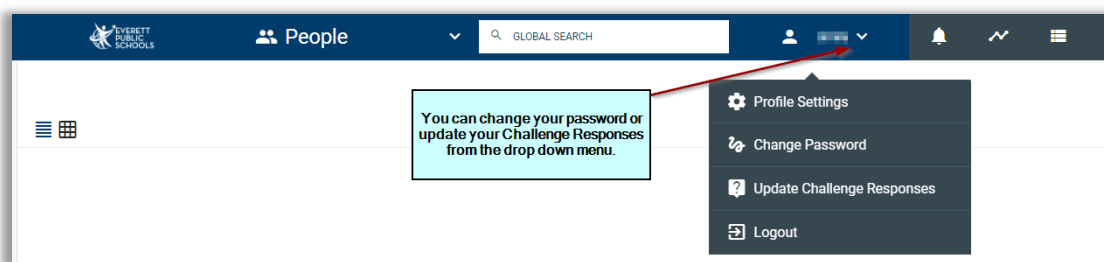 EVERETT
PUBLIC
SCHOOLS
People
GLOBAL SEARCH
You can change your password or
update your Challenge Responses
from the drop down menu.
Profile Settings
Change Password
Update Challenge Responses
Logout